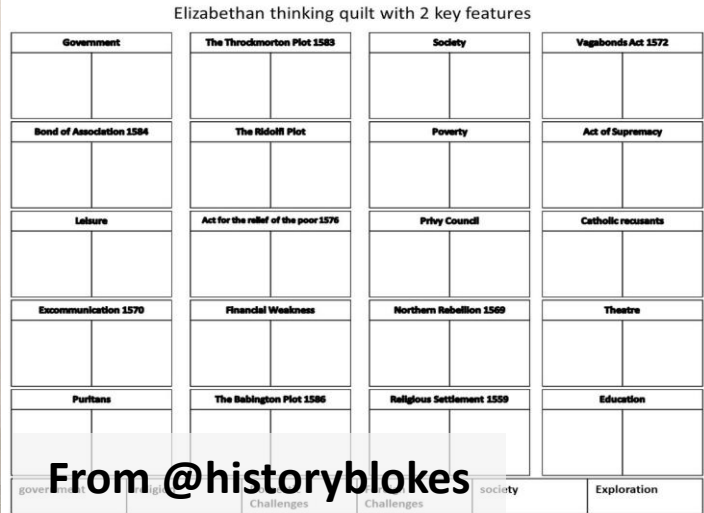 Elizabethan thinking quilt with 2 key features
Government
The Throckmorton Plot 1583
Society
Vagabonds Act 1572
Bond of Association 1584
The Ridolfi Plot
Poverty
Act of Supremacy
Leisure
Act for the relief of the poor 1576
Privy Council
Catholic recusants
Excommunication 1570
Financial Weakness
Northern Rebellion 1569
Theatre
Puritans
The Babington Plot 1586
Religious Settlement 1559
Education
From @historyblokes
government
Challenges
Challenges
society
Exploration